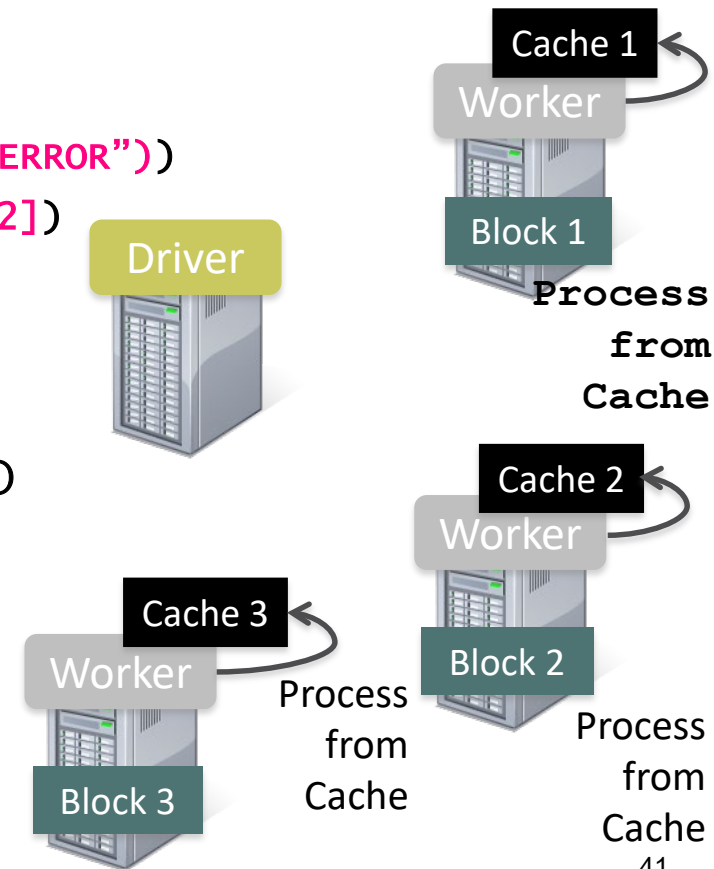 Cache 1
Worker
ERROR”))
2])
Driver
Block 1
Process
from
Cache
)
Cache 2
Worker
Cache 3
Worker
Block 2
Process
from
Cache
Process
from
Cache
Block 3
41